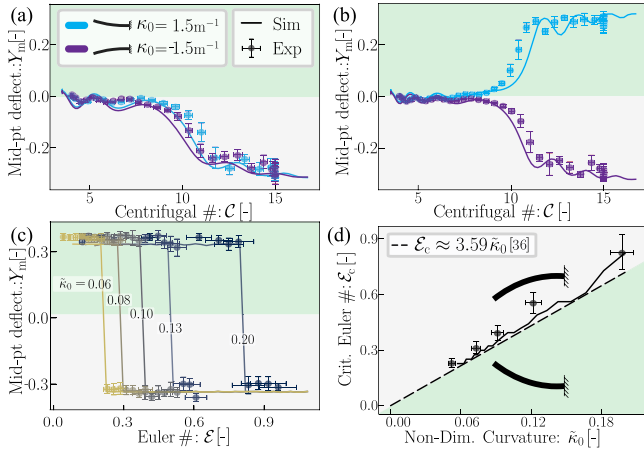 (a)
κ₀= 1.5m⁻¹
κ₀= -1.5m⁻¹
Sim
Exp
Mid-pt deflect.:Yₘ[-]
0.2
0.0
-0.2
5
10
15
Centrifugal #: 𝒞 [-]
(b)
Mid-pt deflect.:Yₘ[-]
0.2
0.0
-0.2
5
10
15
Centrifugal #: 𝒞 [-]
(c)
Mid-pt deflect.:Yₘ[-]
0.3
0.0
-0.3
κ̃₀ = 0.06
0.08
0.10
0.13
0.20
0.0
0.3
0.6
0.9
Euler #: ℰ [-]
(d)
ℰc ≈ 3.59 κ̃₀ [36]
Crit. Euler #:ℰc[-]
0.9
0.6
0.3
0.0
0.00
0.06
0.12
0.18
Non-Dim. Curvature: κ̃₀[-]